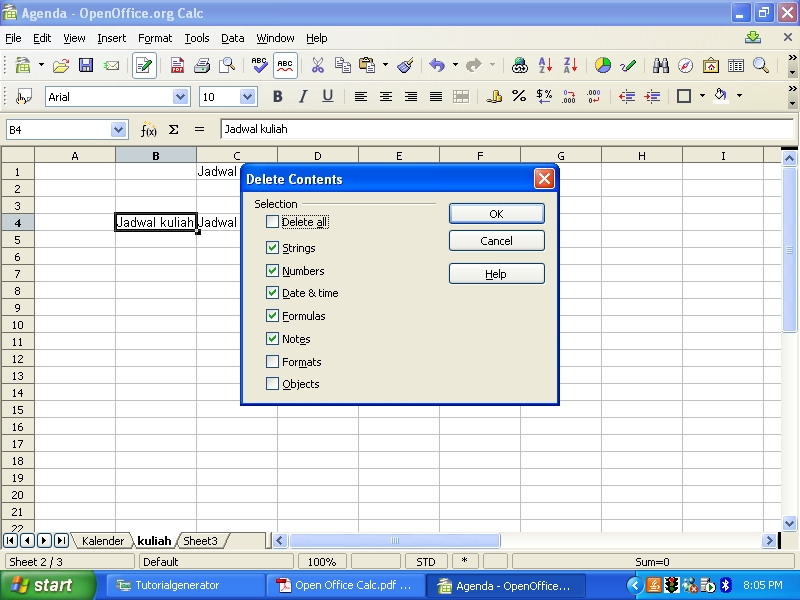 Agenda - OpenOffice.org Calc
File Edit View Insert Format Tools Data Window Help
ABC ABC
Arial 10 B I U
B4 f(x) Σ = Jadwal kuliah
A B C D E F G H I
1 Jadwal
2
3
4 Jadwal kuliah Jadwal
5
6
7
8
9
10
11
12
13
14
15
16
17
18
19
20
21
22
Delete Contents
Selection
Delete all
Strings
Numbers
Date & time
Formulas
Notes
Formats
Objects
OK
Cancel
Help
Kalender kuliah Sheet3
Sheet 2 / 3 Default 100% STD * Sum=0
start Tutorialgenerator Open Office Calc.pdf ... Agenda - OpenOffice... 8:05 PM